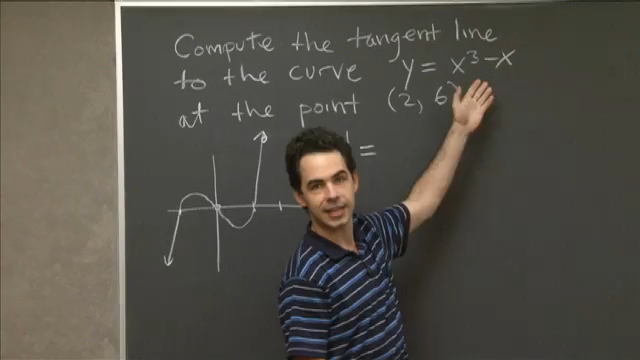 Compute the tangent line
to the curve y = x³-x
at the point (2, 6)
=